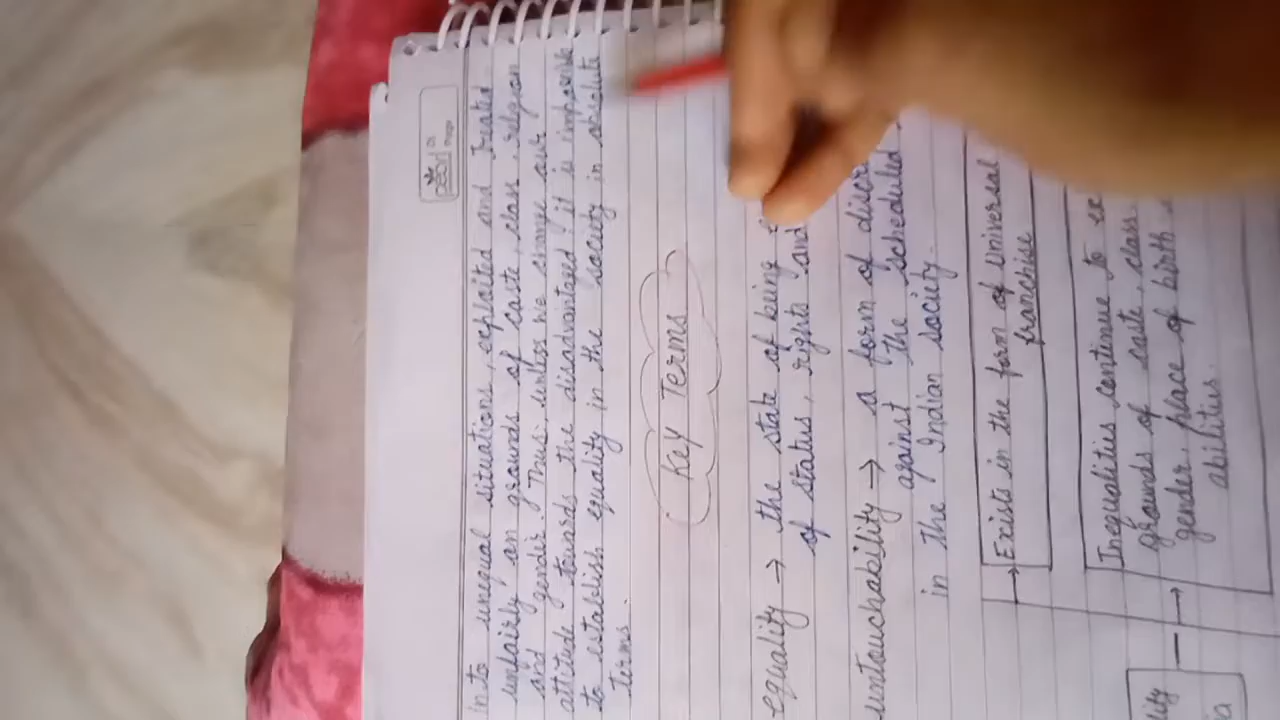 pearl
Page
into unequal situations, exploited and treated
unfairly on grounds of caste, class, religion
and gender. Thus, unless we change our
attitude towards the disadvantaged, it is impossible
to establish equality in the society in absolute
terms.
Key Terms
equality → the state of being
of status, rights and
untouchability → a form of discri
against the scheduled
in the Indian society.
→ Exists in the form of Universal
franchise
Inequalities continue to
grounds of caste, class.
gender, place of birth
abilities.
lity
a